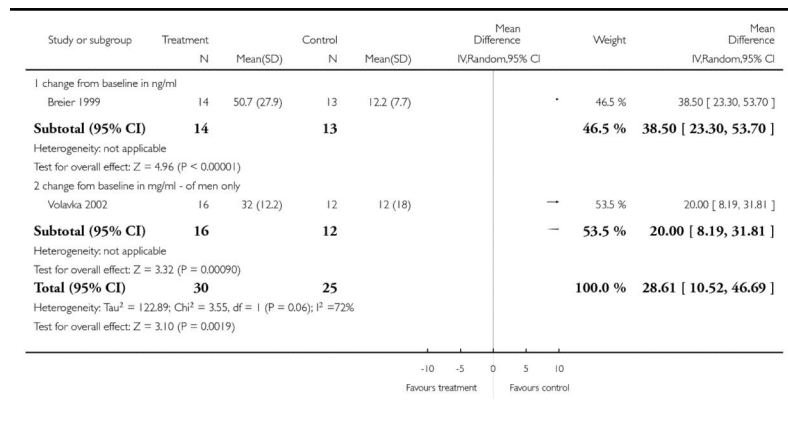 Mean Mean
Study or subgroup Treatment Control Difference Weight Difference
N Mean(SD) N Mean(SD) IV,Random,95% CI IV,Random,95% CI
1 change from baseline in ng/ml
Breier 1999 14 50.7 (27.9) 13 12.2 (7.7) 46.5 % 38.50 [ 23.30, 53.70 ]
Subtotal (95% CI) 14 13 46.5 % 38.50 [ 23.30, 53.70 ]
Heterogeneity: not applicable
Test for overall effect: Z = 4.96 (P < 0.00001)
2 change fom baseline in mg/ml - of men only
Volavka 2002 16 32 (12.2) 12 12 (18) 53.5 % 20.00 [ 8.19, 31.81 ]
Subtotal (95% CI) 16 12 53.5 % 20.00 [ 8.19, 31.81 ]
Heterogeneity: not applicable
Test for overall effect: Z = 3.32 (P = 0.00090)
Total (95% CI) 30 25 100.0 % 28.61 [ 10.52, 46.69 ]
Heterogeneity: Tau² = 122.89; Chi² = 3.55, df = 1 (P = 0.06); I² =72%
Test for overall effect: Z = 3.10 (P = 0.0019)
-10 -5 0 5 10
Favours treatment Favours control